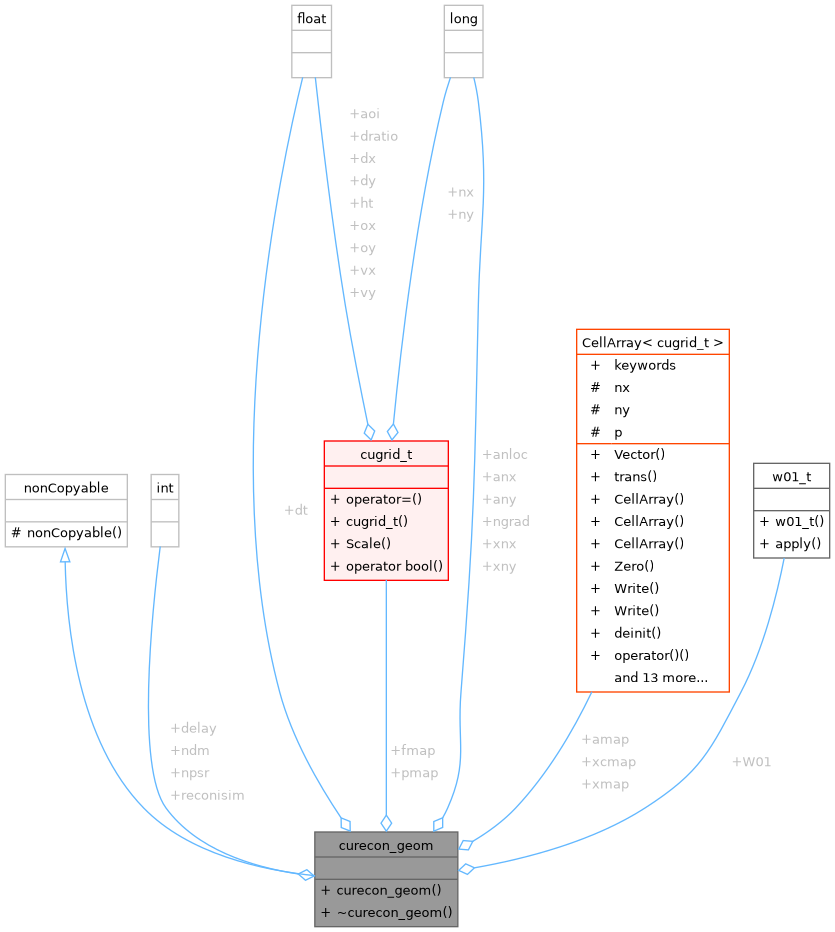 float
long
+aoi
+dratio
+dx
+dy
+ht
+ox
+oy
+vx
+vy
+nx
+ny
CellArray< cugrid_t >
+ keywords
# nx
# ny
# p
+ Vector()
+ trans()
+ CellArray()
+ CellArray()
+ CellArray()
+ Zero()
+ Write()
+ Write()
+ deinit()
+ operator()()
and 13 more...
cugrid_t
+ operator=()
+ cugrid_t()
+ Scale()
+ operator bool()
+anloc
+anx
+any
+ngrad
+xnx
+xny
w01_t
+ w01_t()
+ apply()
nonCopyable
# nonCopyable()
int
+dt
+delay
+ndm
+npsr
+reconisim
+fmap
+pmap
+amap
+xcmap
+xmap
+W01
curecon_geom
+ curecon_geom()
+ ~curecon_geom()